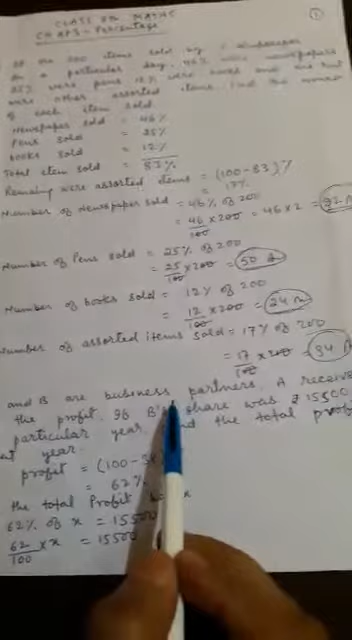 CLASS 8th MATHS
CHAP 3 - Percentage
①
Of the 200 items sold by a shopkeeper
on a particular day, 46% were newspapers
25% were pens 12% were books and the rest
were other assorted items. Find the number
of each item sold
Newspaper sold = 46%
Pens sold = 25%
books sold = 12%
Total item sold = 83%
Remaing were assorted items = (100-83)%
= 17%
Number of Newspaper sold = 46% of 200
= 46/100 × 200 = 46×2 =
Number of Pens sold = 25% of 200
= 25/100 × 200 = 50
Number of books sold = 12% of 200
= 12/100 × 200 = 24
Number of assorted items sold = 17% of 200
= 17/100 × 200 = 34
and B are business partners. A receive
the profit. If B's share was ₹ 15500
particular year. the total profit
year.
profit = (100-
= 62%
the total Profit x
62% of x = 15500
62/100 × x = 15500